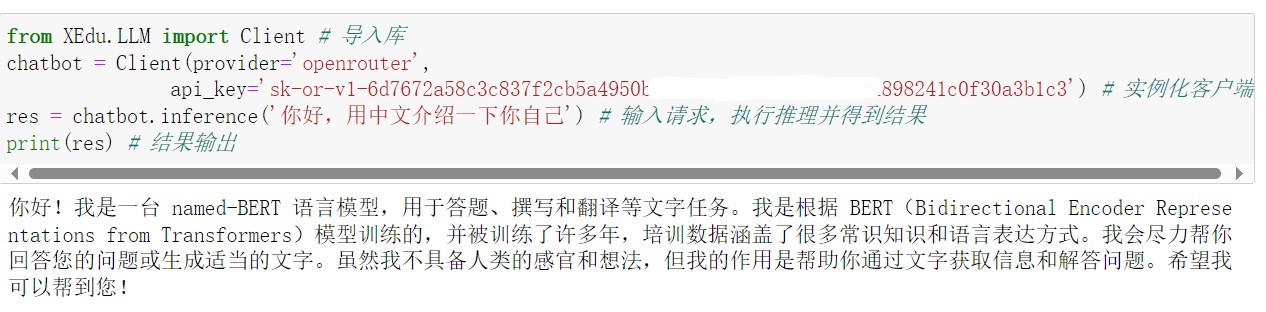 from XEdu.LLM import Client # 导入库
chatbot = Client(provider='openrouter',
api_key='sk-or-v1-6d7672a58c3c837f2cb5a4950b 898241c0f30a3b1c3') # 实例化客户端
res = chatbot.inference('你好，用中文介绍一下你自己') # 输入请求，执行推理并得到结果
print(res) # 结果输出
你好！我是一台 named-BERT 语言模型，用于答题、撰写和翻译等文字任务。我是根据 BERT（Bidirectional Encoder Represe
ntations from Transformers）模型训练的，并被训练了许多年，培训数据涵盖了很多常识知识和语言表达方式。我会尽力帮你
回答您的问题或生成适当的文字。虽然我不具备人类的感官和想法，但我的作用是帮助你通过文字获取信息和解答问题。希望我
可以帮到您！